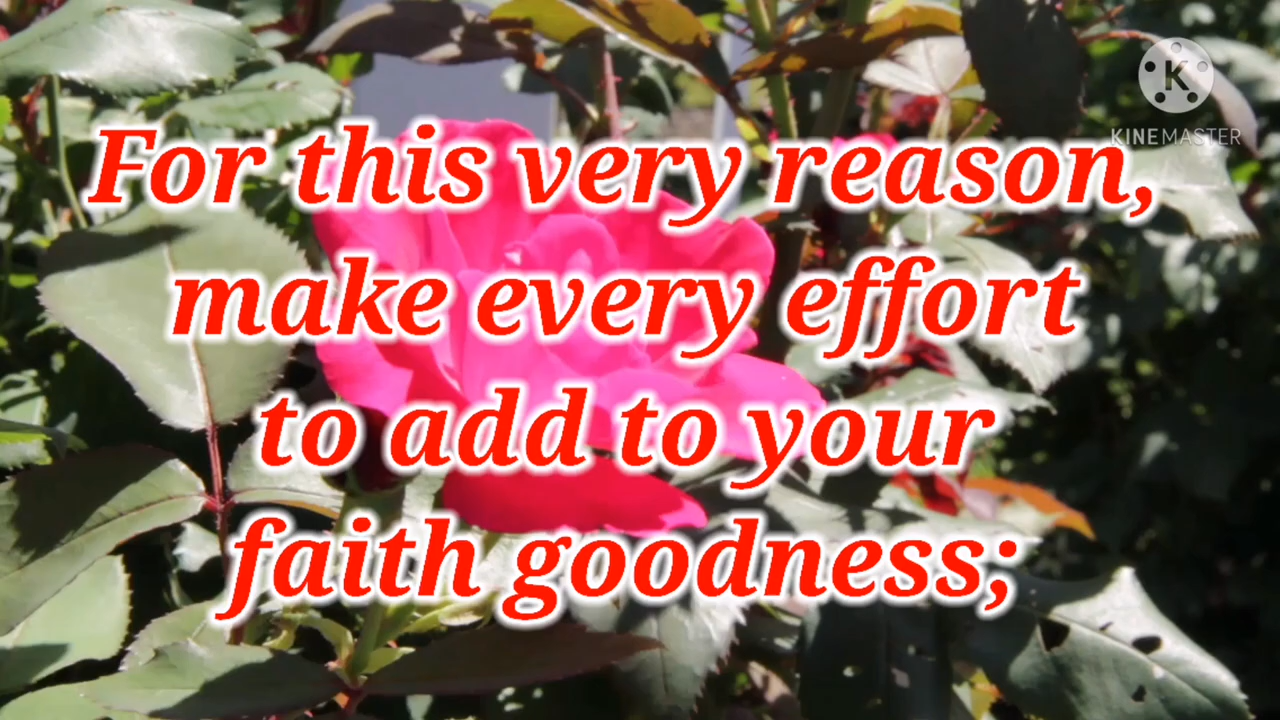 K
KINEMASTER
For this very reason,
make every effort
to add to your
faith goodness;